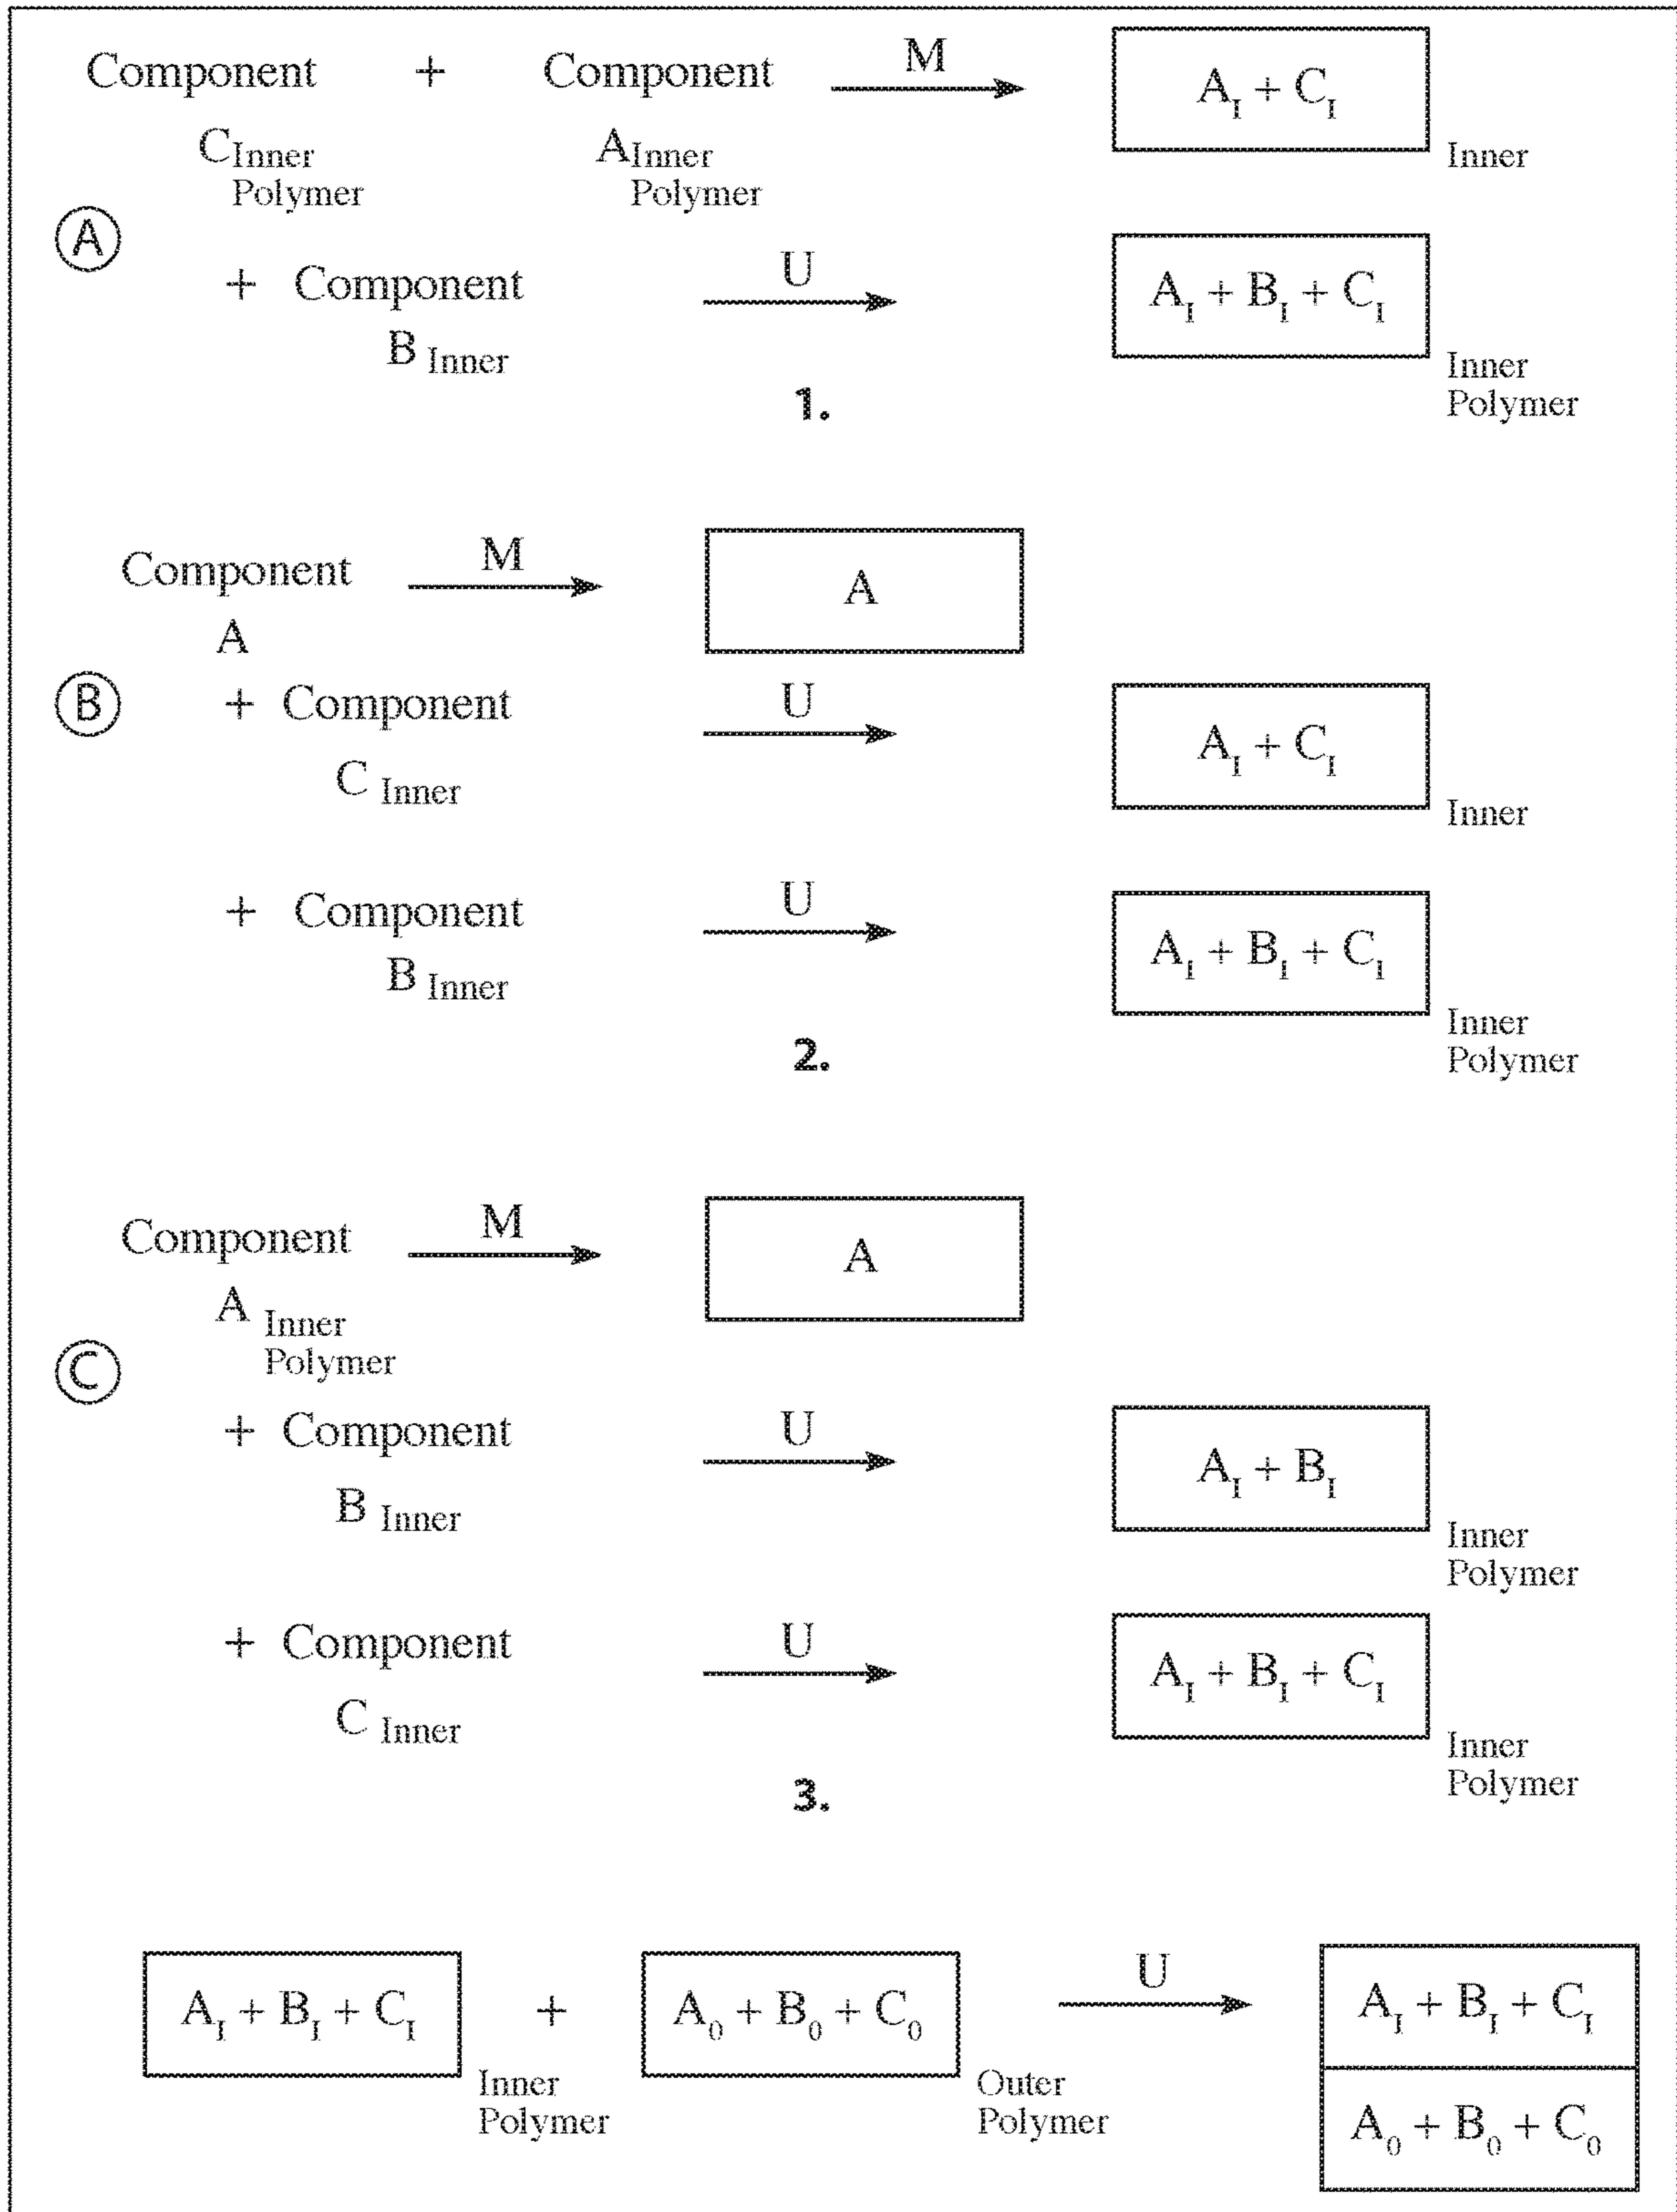 Component + Component M A_I + C_I
C Inner Polymer A Inner Polymer Inner
A
+ Component U A_I + B_I + C_I
B Inner Inner Polymer
1.
Component M A
A
B + Component U A_I + C_I
C Inner Inner
+ Component U A_I + B_I + C_I
B Inner Inner Polymer
2.
Component M A
A Inner Polymer
C
+ Component U A_I + B_I
B Inner Inner Polymer
+ Component U A_I + B_I + C_I
C Inner Inner Polymer
3.
A_I + B_I + C_I + A_0 + B_0 + C_0 U A_I + B_I + C_I
Inner Polymer Outer Polymer
A_0 + B_0 + C_0